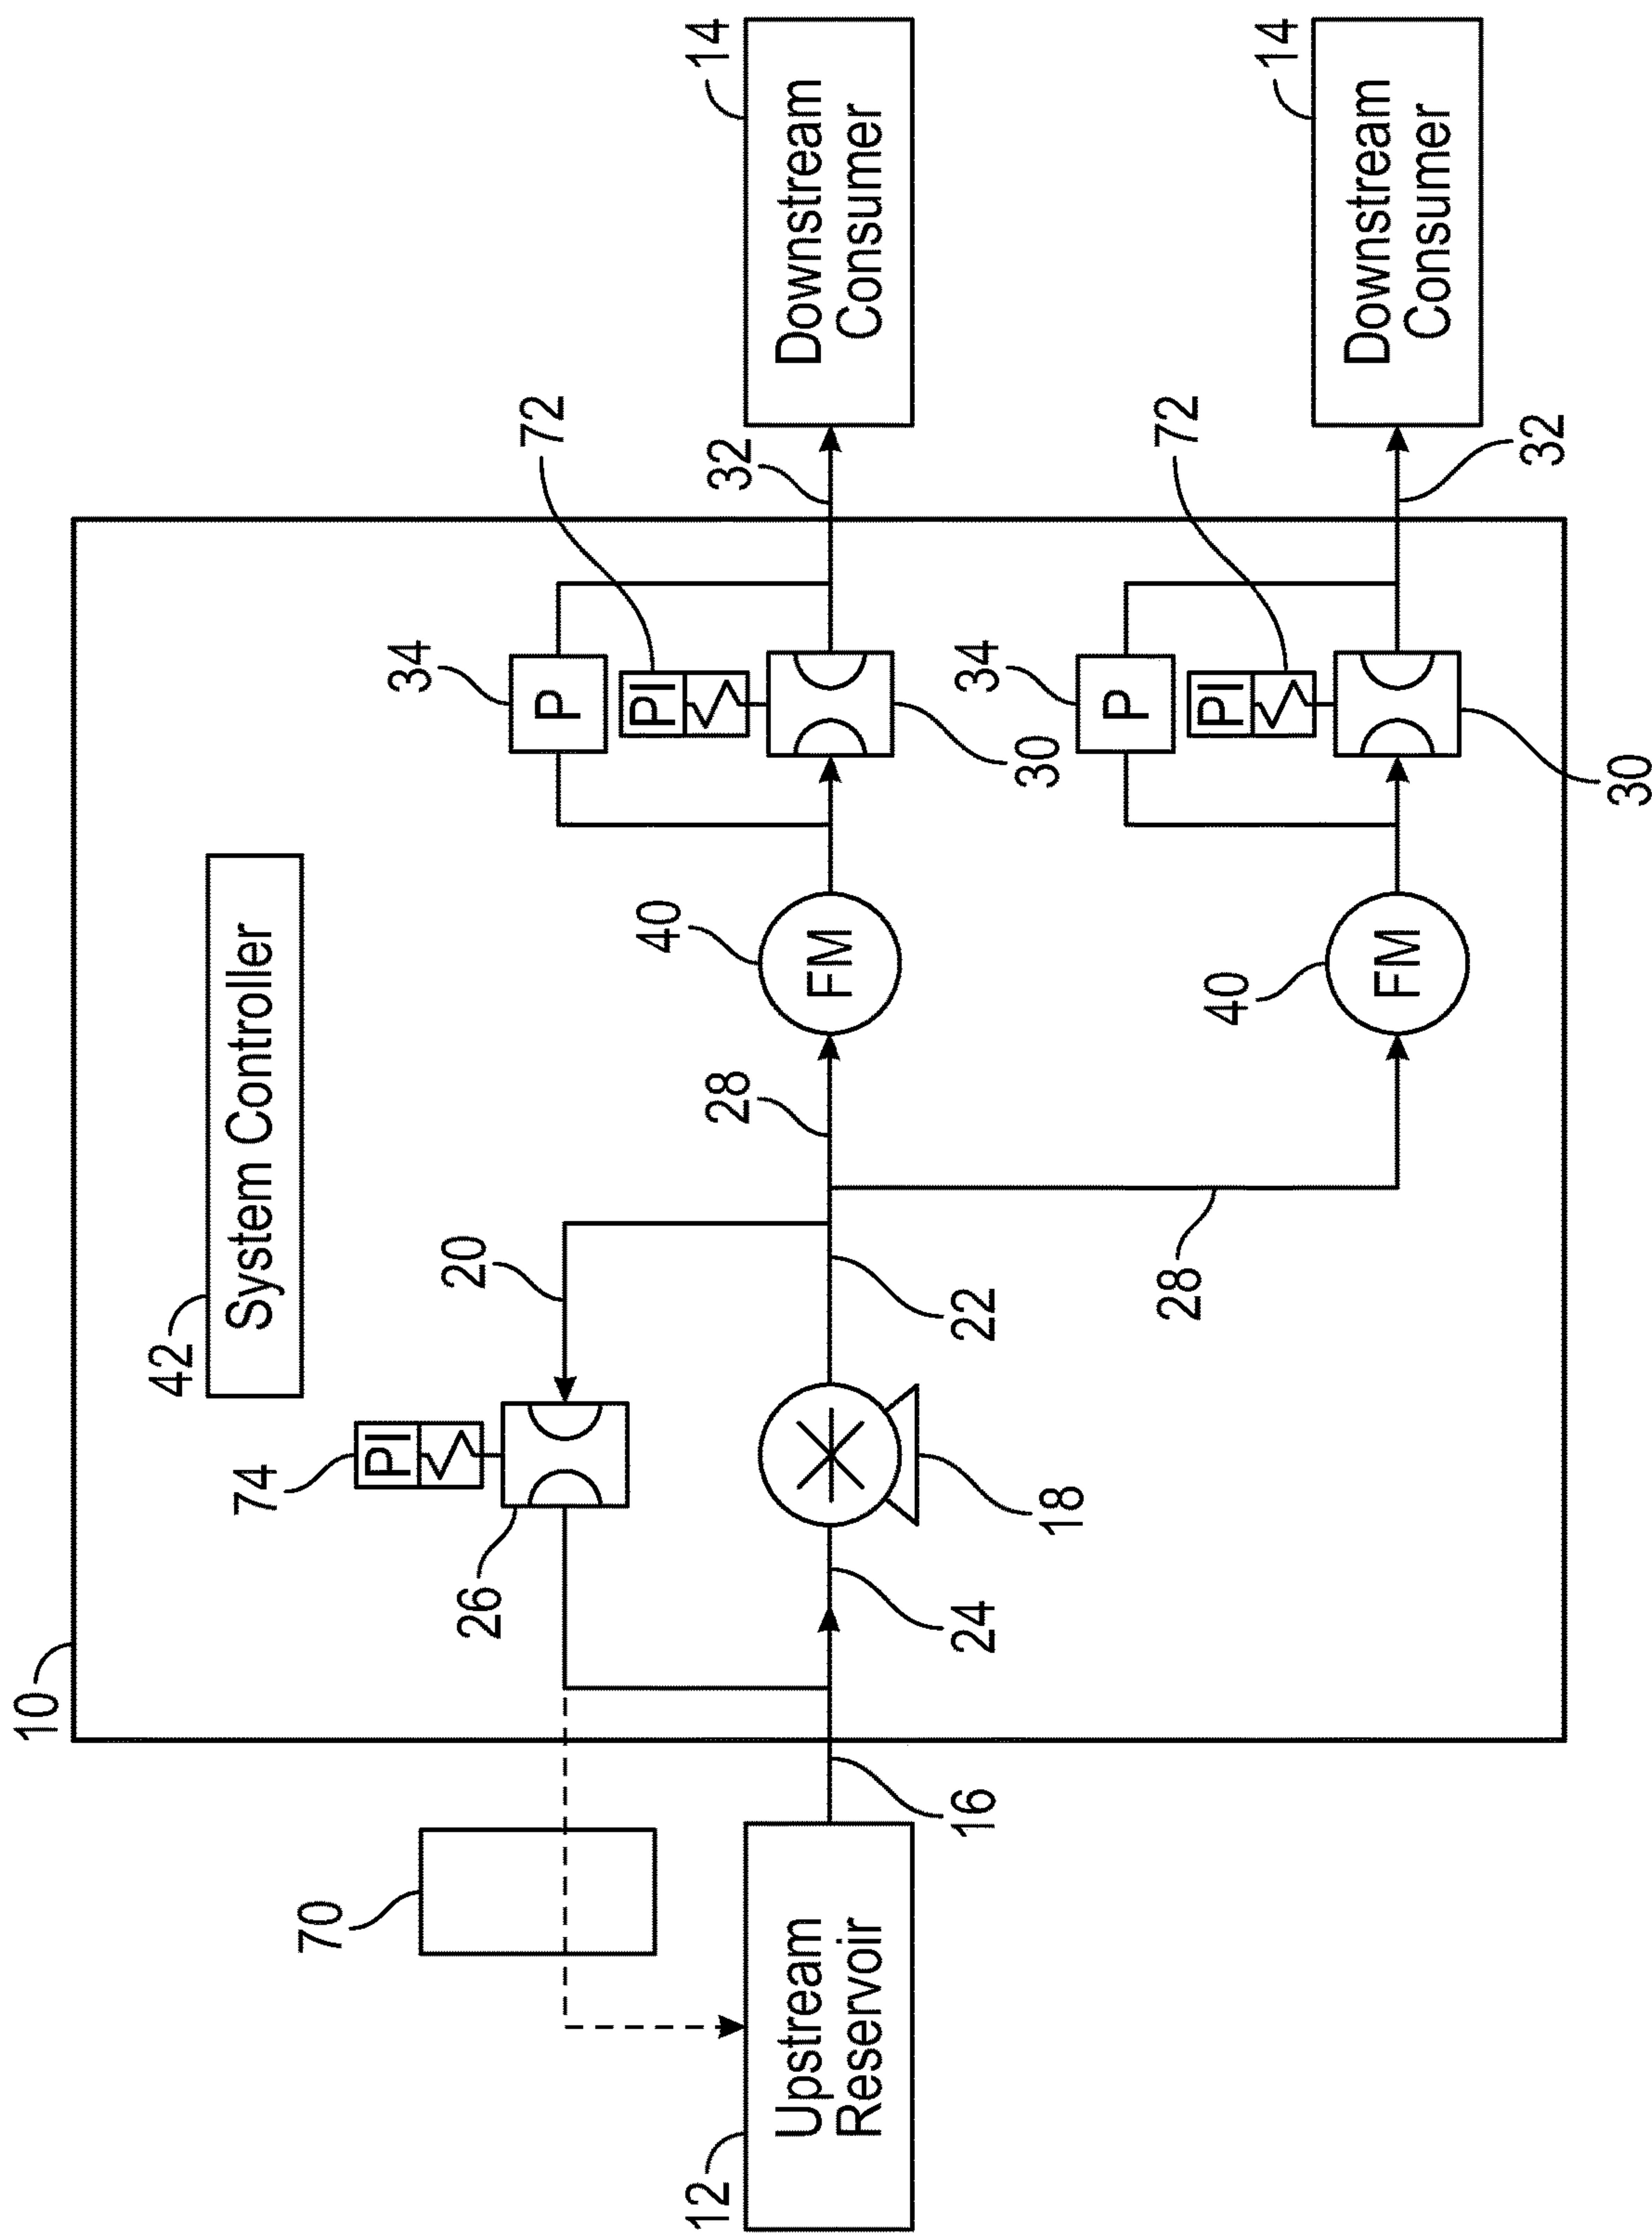 10
42
System Controller
74
PI
20
26
22
24
18
28
28
40
FM
40
FM
34
P
72
PI
30
32
34
P
72
PI
30
32
14
Downstream
Consumer
14
Downstream
Consumer
70
16
12
Upstream
Reservoir